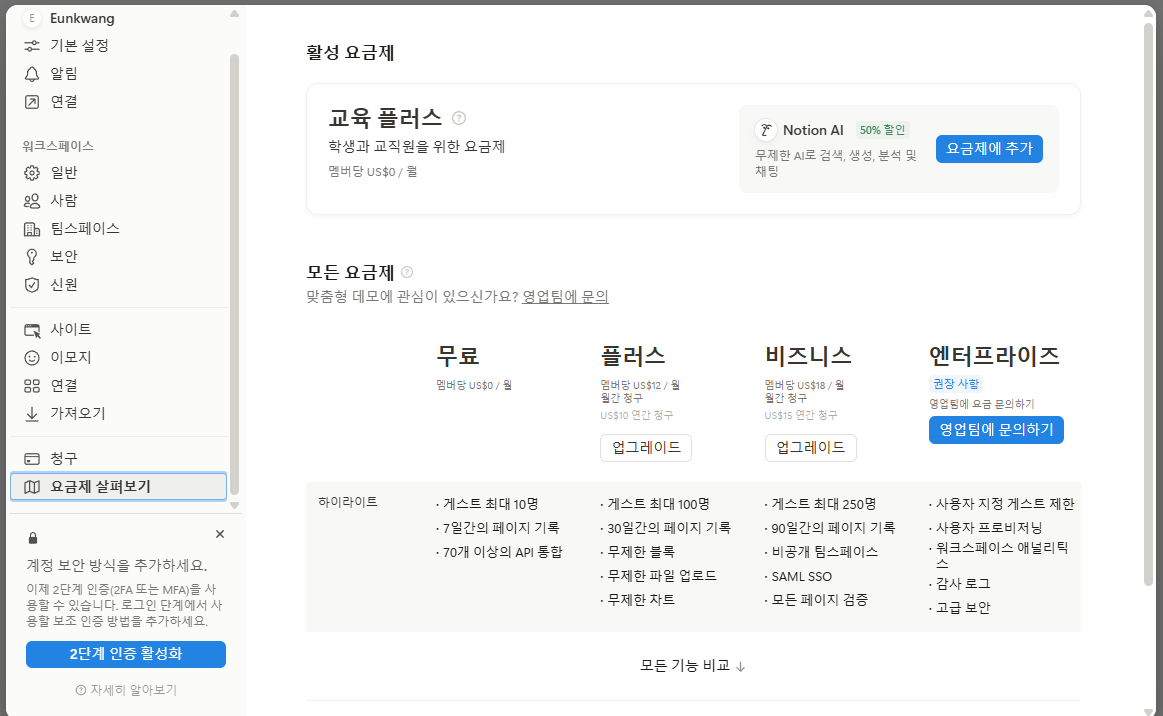 E Eunkwang
기본 설정
알림
연결
워크스페이스
일반
사람
팀스페이스
보안
신원
사이트
이모지
연결
가져오기
청구
요금제 살펴보기
계정 보안 방식을 추가하세요.
이제 2단계 인증(2FA 또는 MFA)을 사
용할 수 있습니다. 로그인 단계에서 사
용할 보조 인증 방법을 추가하세요.
2단계 인증 활성화
자세히 알아보기
활성 요금제
교육 플러스
학생과 교직원을 위한 요금제
멤버당 US$0 / 월
Notion AI 50% 할인
무제한 AI로 검색, 생성, 분석 및
채팅
요금제에 추가
모든 요금제
맞춤형 데모에 관심이 있으신가요? 영업팀에 문의
무료
멤버당 US$0 / 월
플러스
멤버당 US$12 / 월
월간 청구
US$10 연간 청구
업그레이드
비즈니스
멤버당 US$18 / 월
월간 청구
US$15 연간 청구
업그레이드
엔터프라이즈
권장 사항
영업팀에 요금 문의하기
영업팀에 문의하기
하이라이트
· 게스트 최대 10명
· 7일간의 페이지 기록
· 70개 이상의 API 통합
· 게스트 최대 100명
· 30일간의 페이지 기록
· 무제한 블록
· 무제한 파일 업로드
· 무제한 차트
· 게스트 최대 250명
· 90일간의 페이지 기록
· 비공개 팀스페이스
· SAML SSO
· 모든 페이지 검증
· 사용자 지정 게스트 제한
· 사용자 프로비저닝
· 워크스페이스 애널리틱
스
· 감사 로그
· 고급 보안
모든 기능 비교 ↓